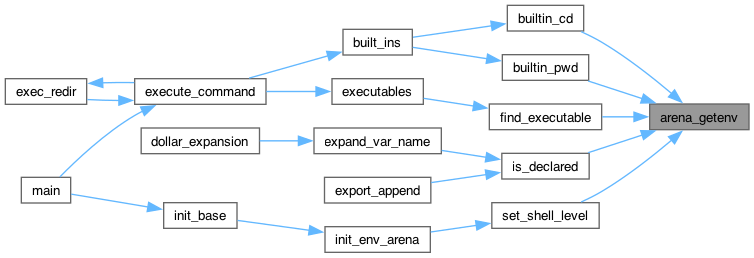 builtin_cd
built_ins
builtin_pwd
exec_redir
execute_command
executables
find_executable
arena_getenv
dollar_expansion
expand_var_name
is_declared
export_append
main
init_base
set_shell_level
init_env_arena